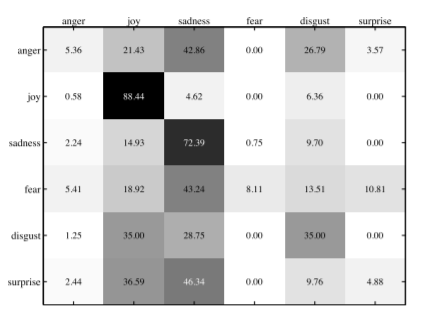 anger joy sadness fear disgust surprise
anger 5.36 21.43 42.86 0.00 26.79 3.57
joy 0.58 88.44 4.62 0.00 6.36 0.00
sadness 2.24 14.93 72.39 0.75 9.70 0.00
fear 5.41 18.92 43.24 8.11 13.51 10.81
disgust 1.25 35.00 28.75 0.00 35.00 0.00
surprise 2.44 36.59 46.34 0.00 9.76 4.88